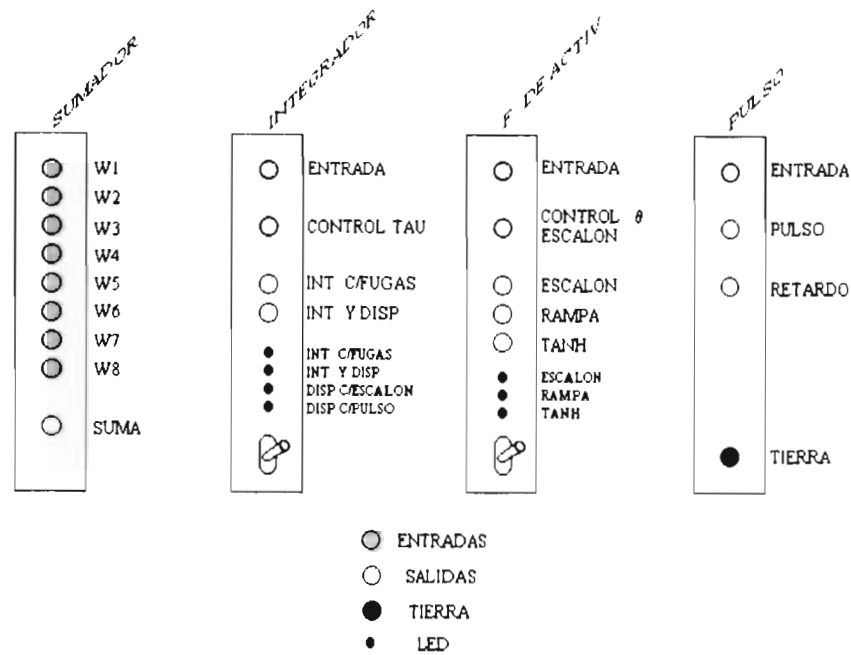 SUMADOR
W1
W2
W3
W4
W5
W6
W7
W8
SUMA
INTEGRADOR
ENTRADA
CONTROL TAU
INT C/FUGAS
INT Y DISP
INT C/FUGAS
INT Y DISP
DISP C/ESCALON
DISP C/PULSO
F DE ACTIV
ENTRADA
CONTROL θ
ESCALON
ESCALON
RAMPA
TANH
ESCALON
RAMPA
TANH
PULSO
ENTRADA
PULSO
RETARDO
TIERRA
ENTRADAS
SALIDAS
TIERRA
LED